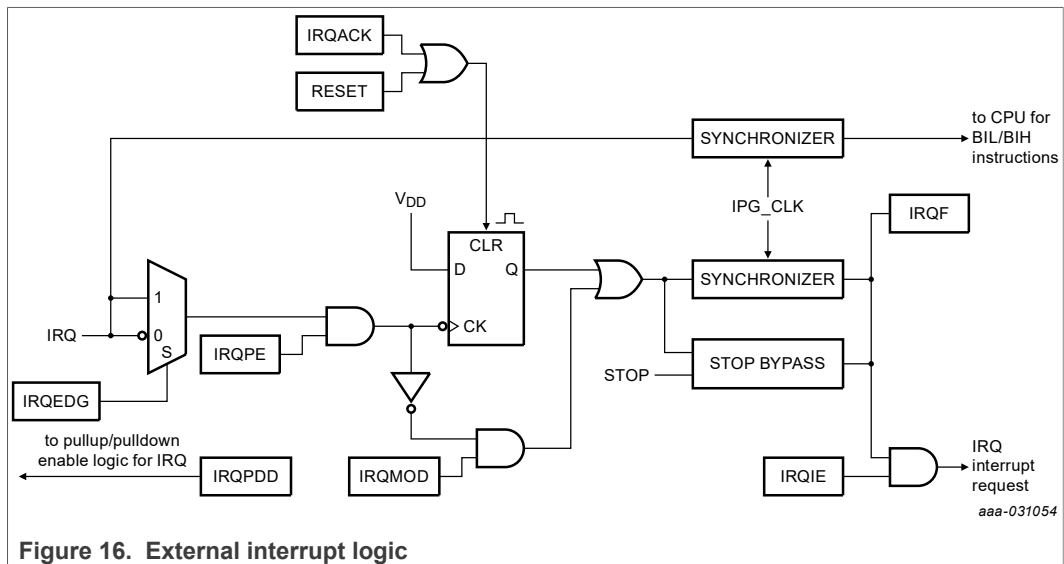 IRQACK
RESET
to CPU for
BIL/BIH
instructions
SYNCHRONIZER
IPG_CLK
IRQF
VDD
CLR
D
Q
CK
SYNCHRONIZER
1
0
S
IRQ
IRQPE
STOP BYPASS
STOP
IRQEDG
to pullup/pulldown
enable logic for IRQ
IRQPDD
IRQMOD
IRQIE
IRQ
interrupt
request
aaa-031054
Figure 16. External interrupt logic